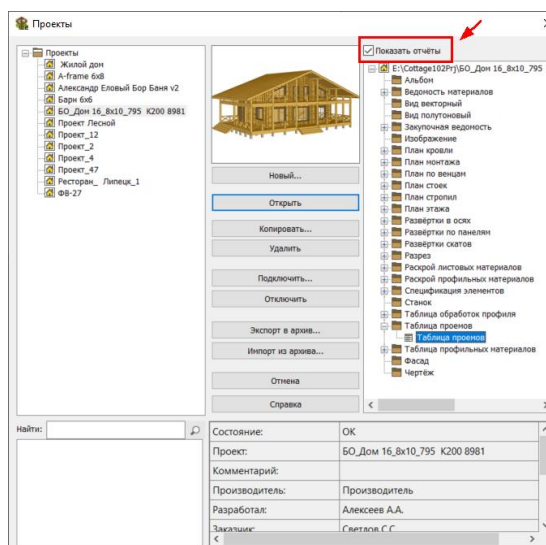 Проекты
Проекты
Жилой дом
A-frame 6x8
Александр Еловый Бор Баня v2
Барн 6х6
БО_Дом 16_8x10_795 К200 8981
Проект Лесной
Проект_12
Проект_2
Проект_4
Проект_47
Ресторан_ Липецк_1
ФВ-27
Новый...
Открыть
Копировать...
Удалить
Подключить...
Отключить
Экспорт в архив...
Импорт из архива...
Отмена
Справка
Показать отчёты
E:\Cottage102Prj\БО_Дом 16_8x10_795
Альбом
Ведомость материалов
Вид векторный
Вид полутоновый
Закупочная ведомость
Изображение
План кровли
План монтажа
План по венцам
План стоек
План стропил
План этажа
Развёртки в осях
Развёртки по панелям
Развёртки скатов
Разрез
Раскрой листовых материалов
Раскрой профильных материалов
Спецификация элементов
Станок
Таблица обработок профиля
Таблица проемов
Таблица проемов
Таблица профильных материалов
Фасад
Чертёж
Найти:
Состояние: ОК
Проект: БО_Дом 16_8x10_795 К200 8981
Комментарий:
Производитель: Производитель
Разработал: Алексеев А.А.
Заказчик: Светлов С.С.